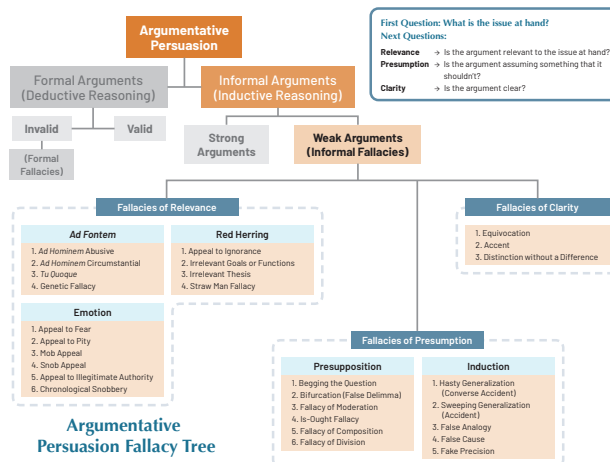 Argumentative
Persuasion
First Question: What is the issue at hand?
Next Questions:
Relevance → Is the argument relevant to the issue at hand?
Presumption → Is the argument assuming something that it
shouldn't?
Clarity → Is the argument clear?
Formal Arguments
(Deductive Reasoning)
Informal Arguments
(Inductive Reasoning)
Invalid
Valid
(Formal
Fallacies)
Strong
Arguments
Weak Arguments
(Informal Fallacies)
Fallacies of Relevance
Ad Fontem
1. Ad Hominem Abusive
2. Ad Hominem Circumstantial
3. Tu Quoque
4. Genetic Fallacy
Red Herring
1. Appeal to Ignorance
2. Irrelevant Goals or Functions
3. Irrelevant Thesis
4. Straw Man Fallacy
Emotion
1. Appeal to Fear
2. Appeal to Pity
3. Mob Appeal
4. Snob Appeal
5. Appeal to Illegitimate Authority
6. Chronological Snobbery
Fallacies of Clarity
1. Equivocation
2. Accent
3. Distinction without a Difference
Fallacies of Presumption
Presupposition
1. Begging the Question
2. Bifurcation (False Delimma)
3. Fallacy of Moderation
4. Is-Ought Fallacy
5. Fallacy of Composition
6. Fallacy of Division
Induction
1. Hasty Generalization
(Converse Accident)
2. Sweeping Generalization
(Accident)
3. False Analogy
4. False Cause
5. Fake Precision
Argumentative
Persuasion Fallacy Tree